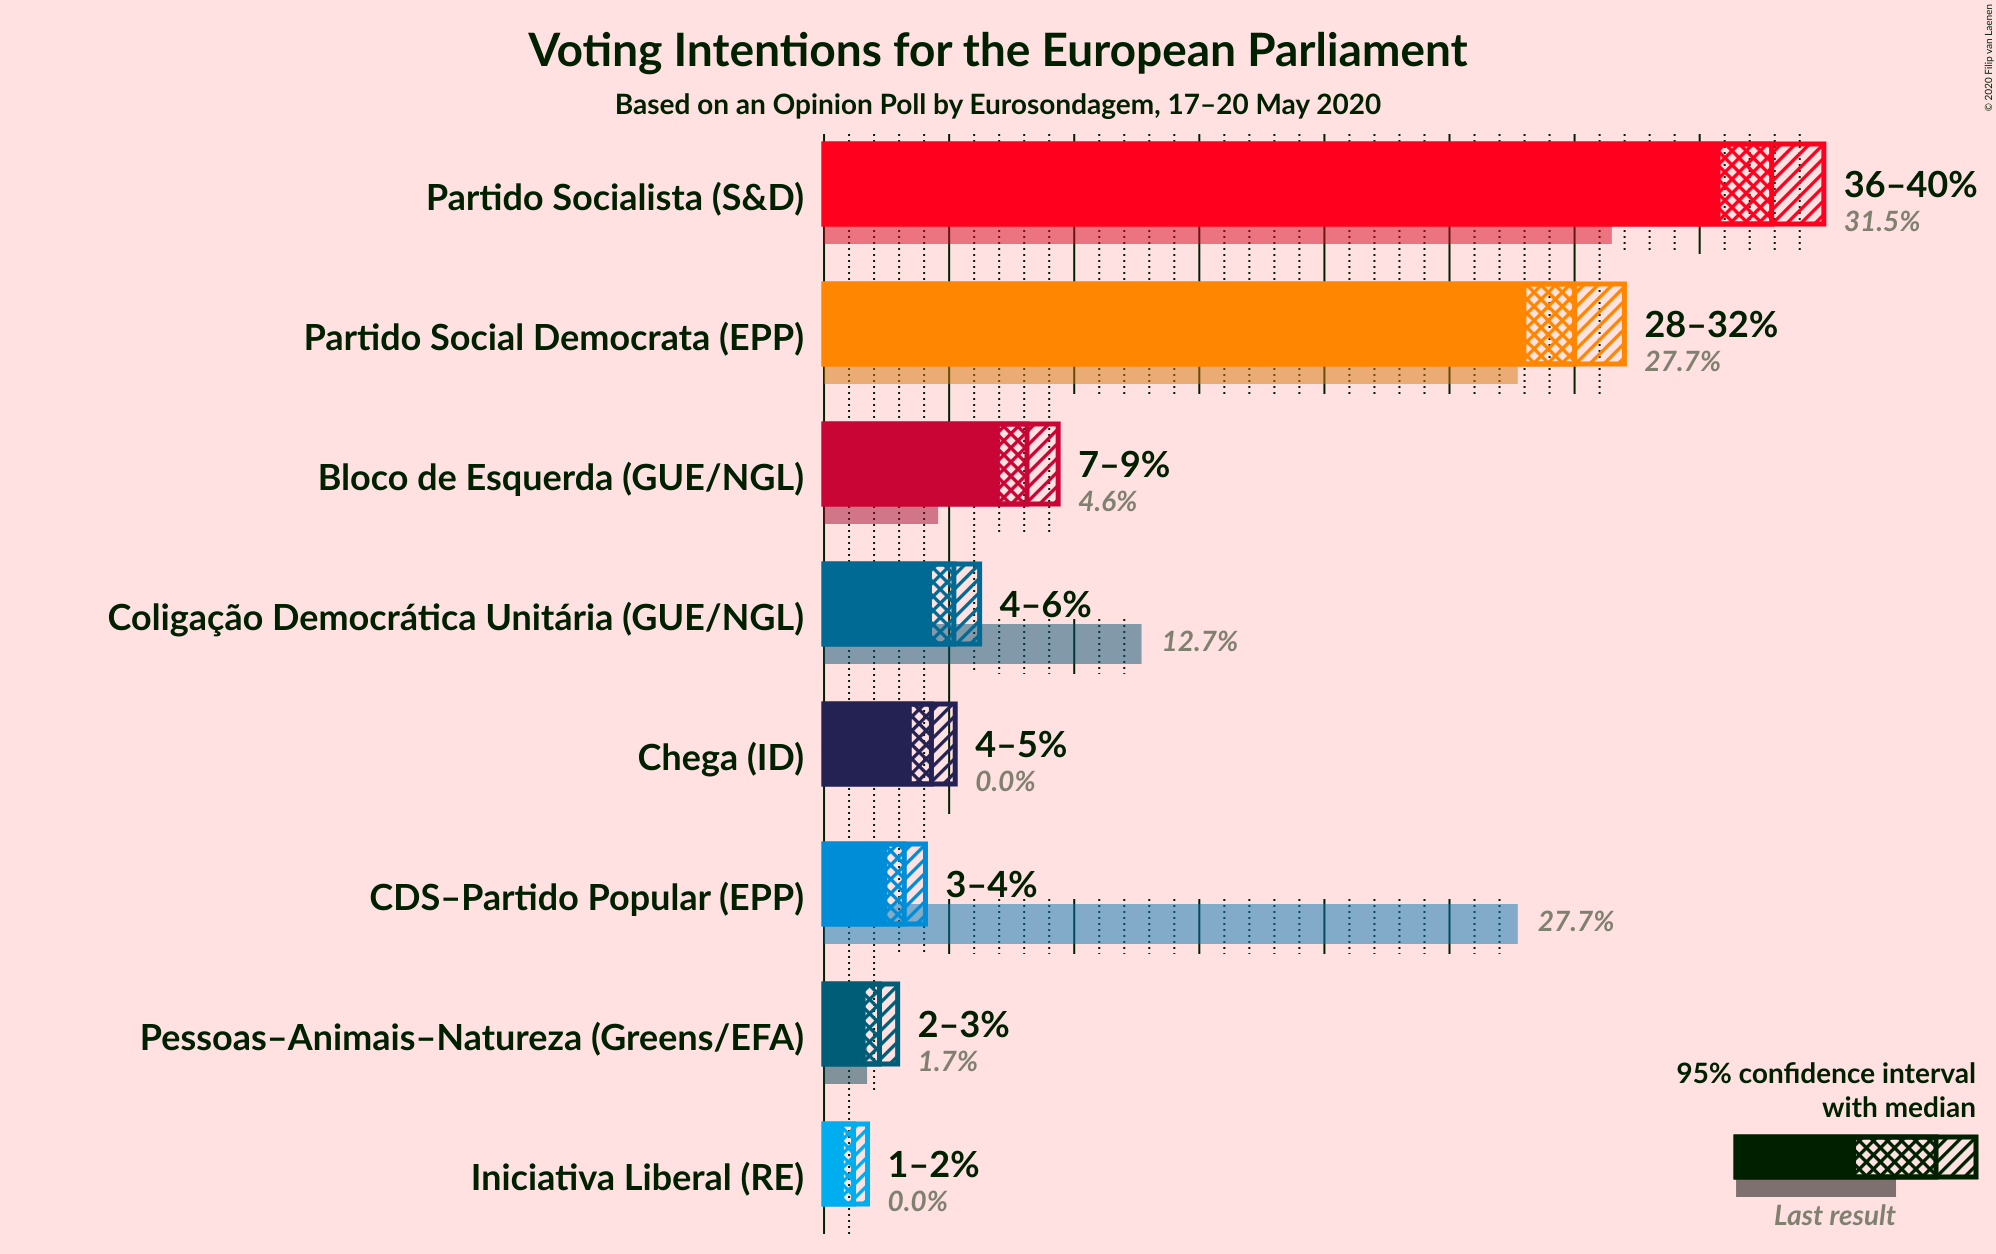 Voting Intentions for the European Parliament
Based on an Opinion Poll by Eurosondagem, 17–20 May 2020
© 2020 Filip van Laenen
Partido Socialista (S&D)
36–40%
31.5%
Partido Social Democrata (EPP)
28–32%
27.7%
Bloco de Esquerda (GUE/NGL)
7–9%
4.6%
Coligação Democrática Unitária (GUE/NGL)
4–6%
12.7%
Chega (ID)
4–5%
0.0%
CDS–Partido Popular (EPP)
3–4%
27.7%
Pessoas–Animais–Natureza (Greens/EFA)
2–3%
1.7%
Iniciativa Liberal (RE)
1–2%
0.0%
95% confidence interval
with median
Last result